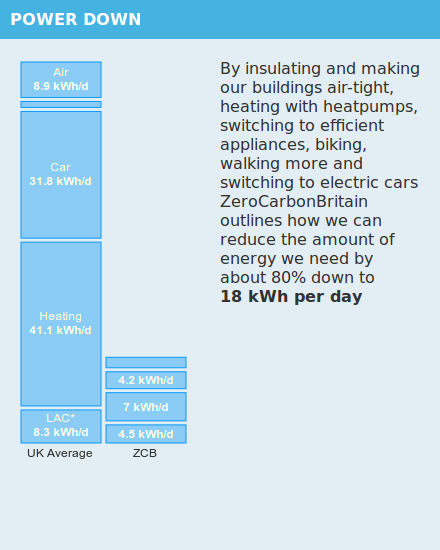 POWER DOWN
Air
8.9 kWh/d
Car
31.8 kWh/d
Heating
41.1 kWh/d
LAC*
8.3 kWh/d
UK Average
4.2 kWh/d
7 kWh/d
4.5 kWh/d
ZCB
By insulating and making
our buildings air-tight,
heating with heatpumps,
switching to efficient
appliances, biking,
walking more and
switching to electric cars
ZeroCarbonBritain
outlines how we can
reduce the amount of
energy we need by
about 80% down to
18 kWh per day